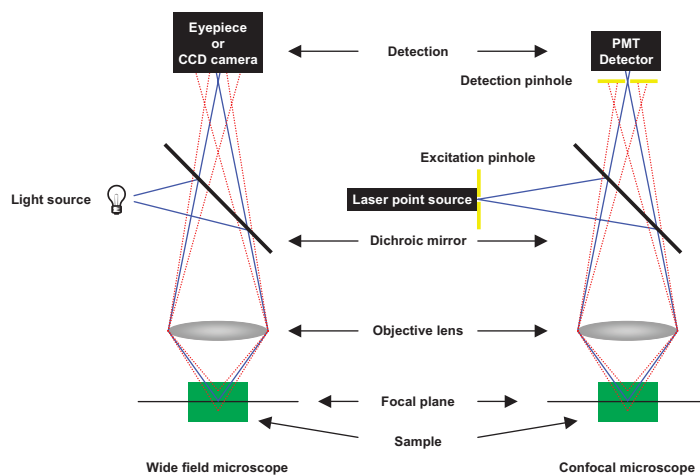 Eyepiece
or
CCD camera
Detection
PMT
Detector
Detection pinhole
Excitation pinhole
Light source
Laser point source
Dichroic mirror
Objective lens
Focal plane
Sample
Wide field microscope
Confocal microscope